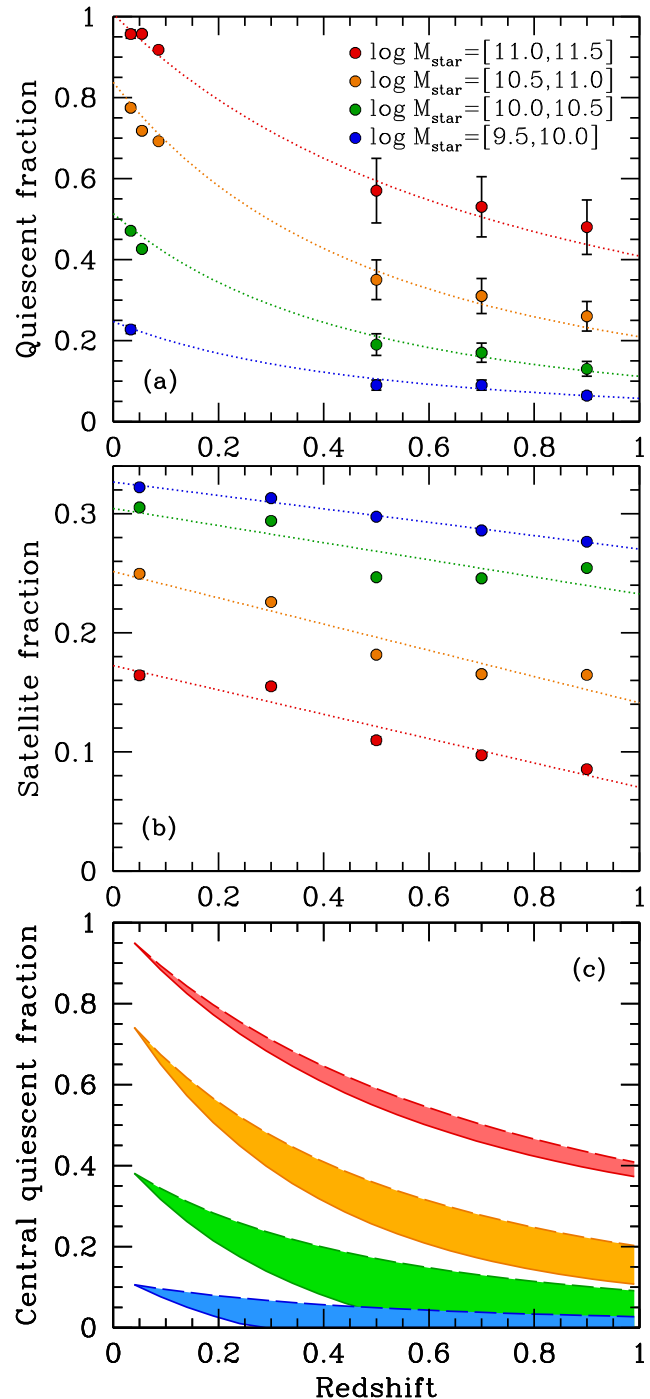 1
0.8
0.6
0.4
0.2
0
Quiescent fraction
log M_star=[11.0,11.5]
log M_star=[10.5,11.0]
log M_star=[10.0,10.5]
log M_star=[9.5,10.0]
(a)
0 0.2 0.4 0.6 0.8 1
0.3
0.2
0.1
0
Satellite fraction
(b)
0 0.2 0.4 0.6 0.8 1
1
0.8
0.6
0.4
0.2
0
Central quiescent fraction
(c)
0 0.2 0.4 0.6 0.8 1
Redshift